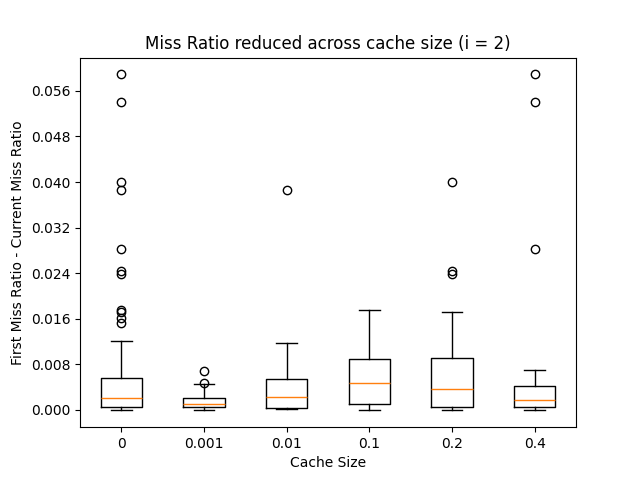 Miss Ratio reduced across cache size (i = 2)
First Miss Ratio - Current Miss Ratio
0.056
0.048
0.040
0.032
0.024
0.016
0.008
0.000
0 0.001 0.01 0.1 0.2 0.4
Cache Size